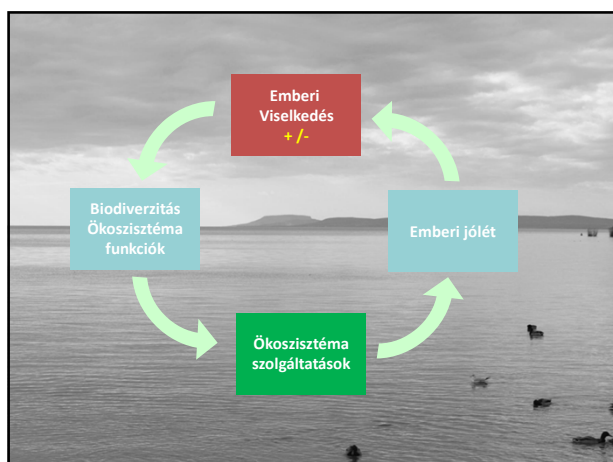 Emberi
Viselkedés
+ /-
Biodiverzitás
Ökoszisztéma
funkciók
Emberi jólét
Ökoszisztéma
szolgáltatások